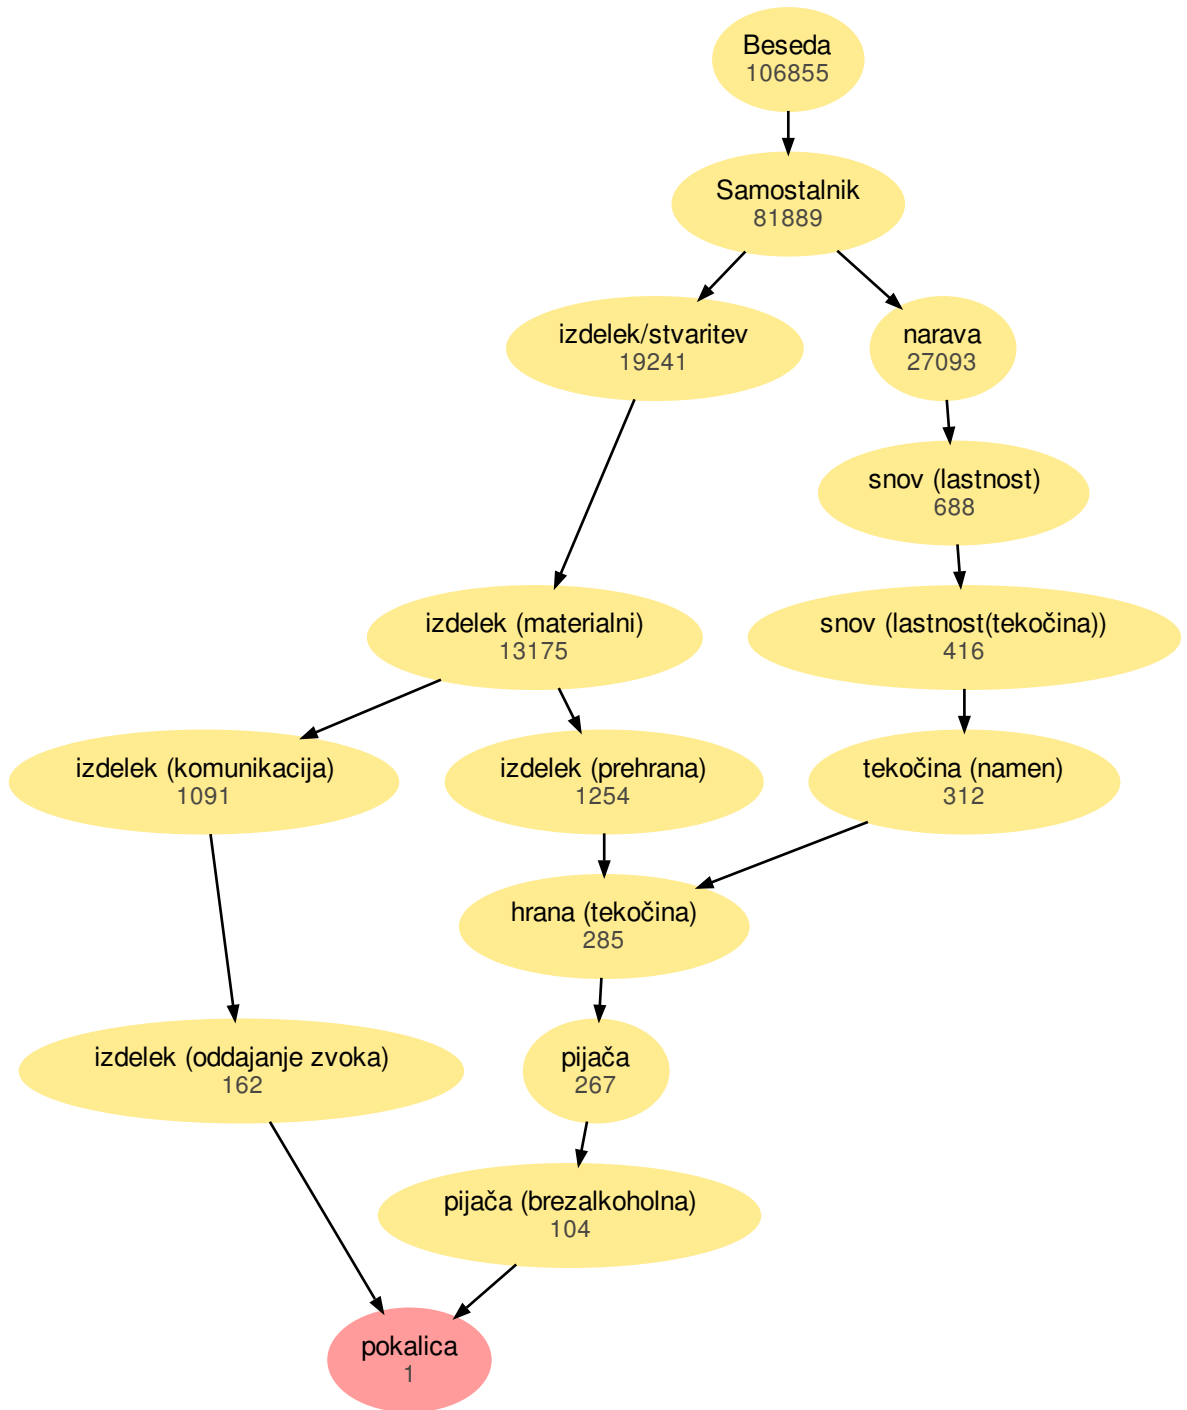 Beseda
106855
Samostalnik
81889
izdelek/stvaritev
19241
narava
27093
snov (lastnost)
688
izdelek (materialni)
13175
snov (lastnost(tekočina))
416
izdelek (komunikacija)
1091
izdelek (prehrana)
1254
tekočina (namen)
312
hrana (tekočina)
285
izdelek (oddajanje zvoka)
162
pijača
267
pijača (brezalkoholna)
104
pokalica
1